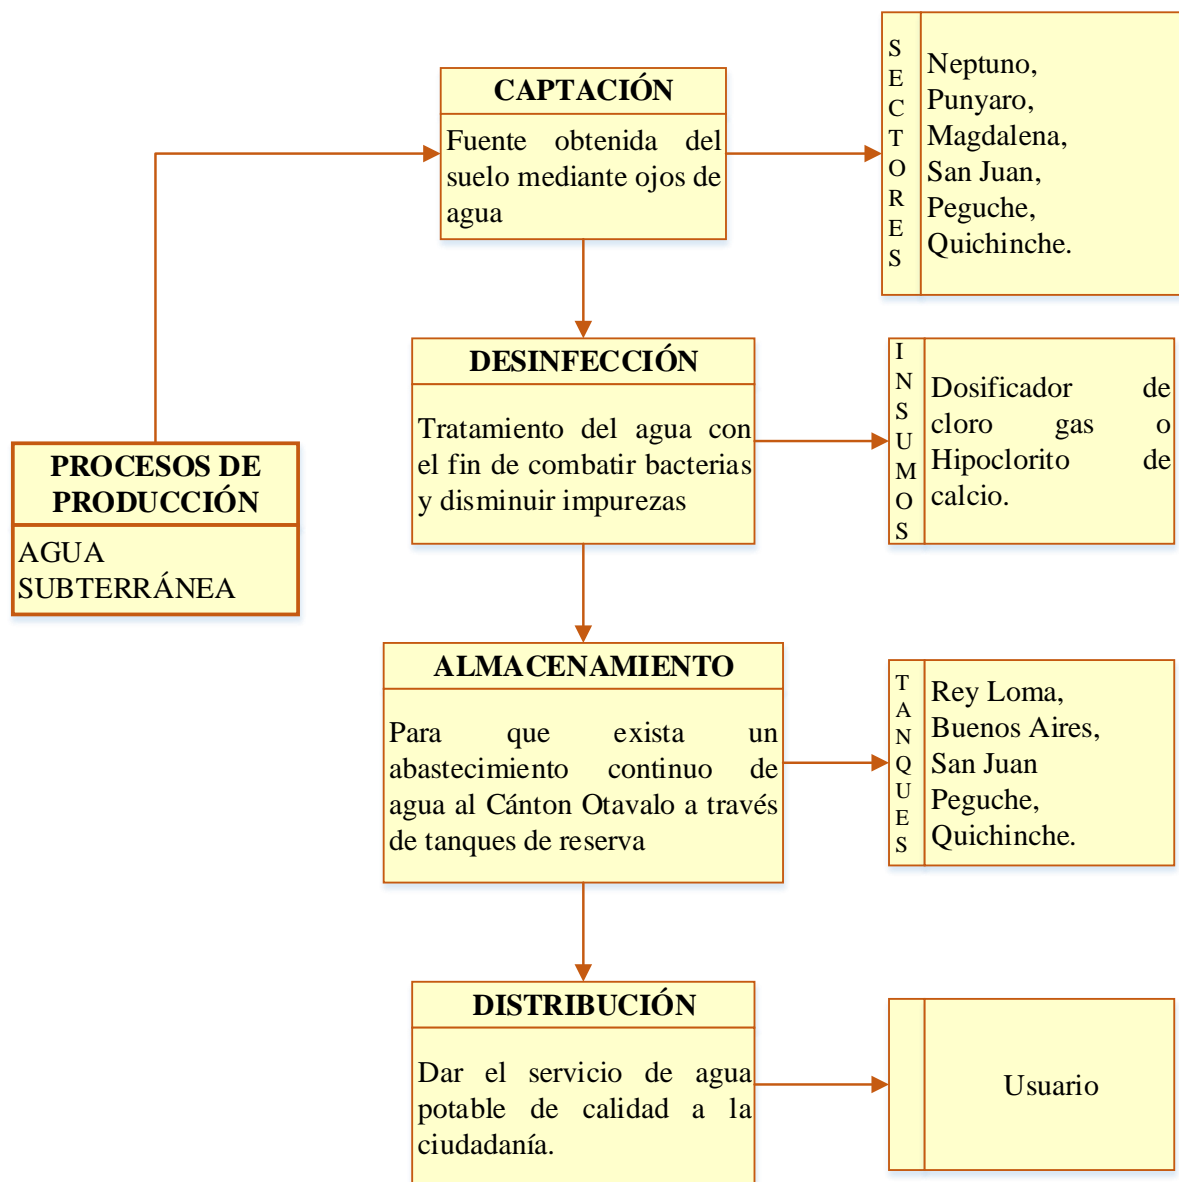 PROCESOS DE
PRODUCCIÓN
AGUA
SUBTERRÁNEA
CAPTACIÓN
Fuente obtenida del
suelo mediante ojos de
agua
SECTORES
Neptuno,
Punyaro,
Magdalena,
San Juan,
Peguche,
Quichinche.
DESINFECCIÓN
Tratamiento del agua con
el fin de combatir bacterias
y disminuir impurezas
INSUMOS
Dosificador de
cloro gas o
Hipoclorito de
calcio.
ALMACENAMIENTO
Para que exista un
abastecimiento continuo de
agua al Cánton Otavalo a través
de tanques de reserva
TANQUES
Rey Loma,
Buenos Aires,
San Juan
Peguche,
Quichinche.
DISTRIBUCIÓN
Dar el servicio de agua
potable de calidad a la
ciudadanía.
Usuario